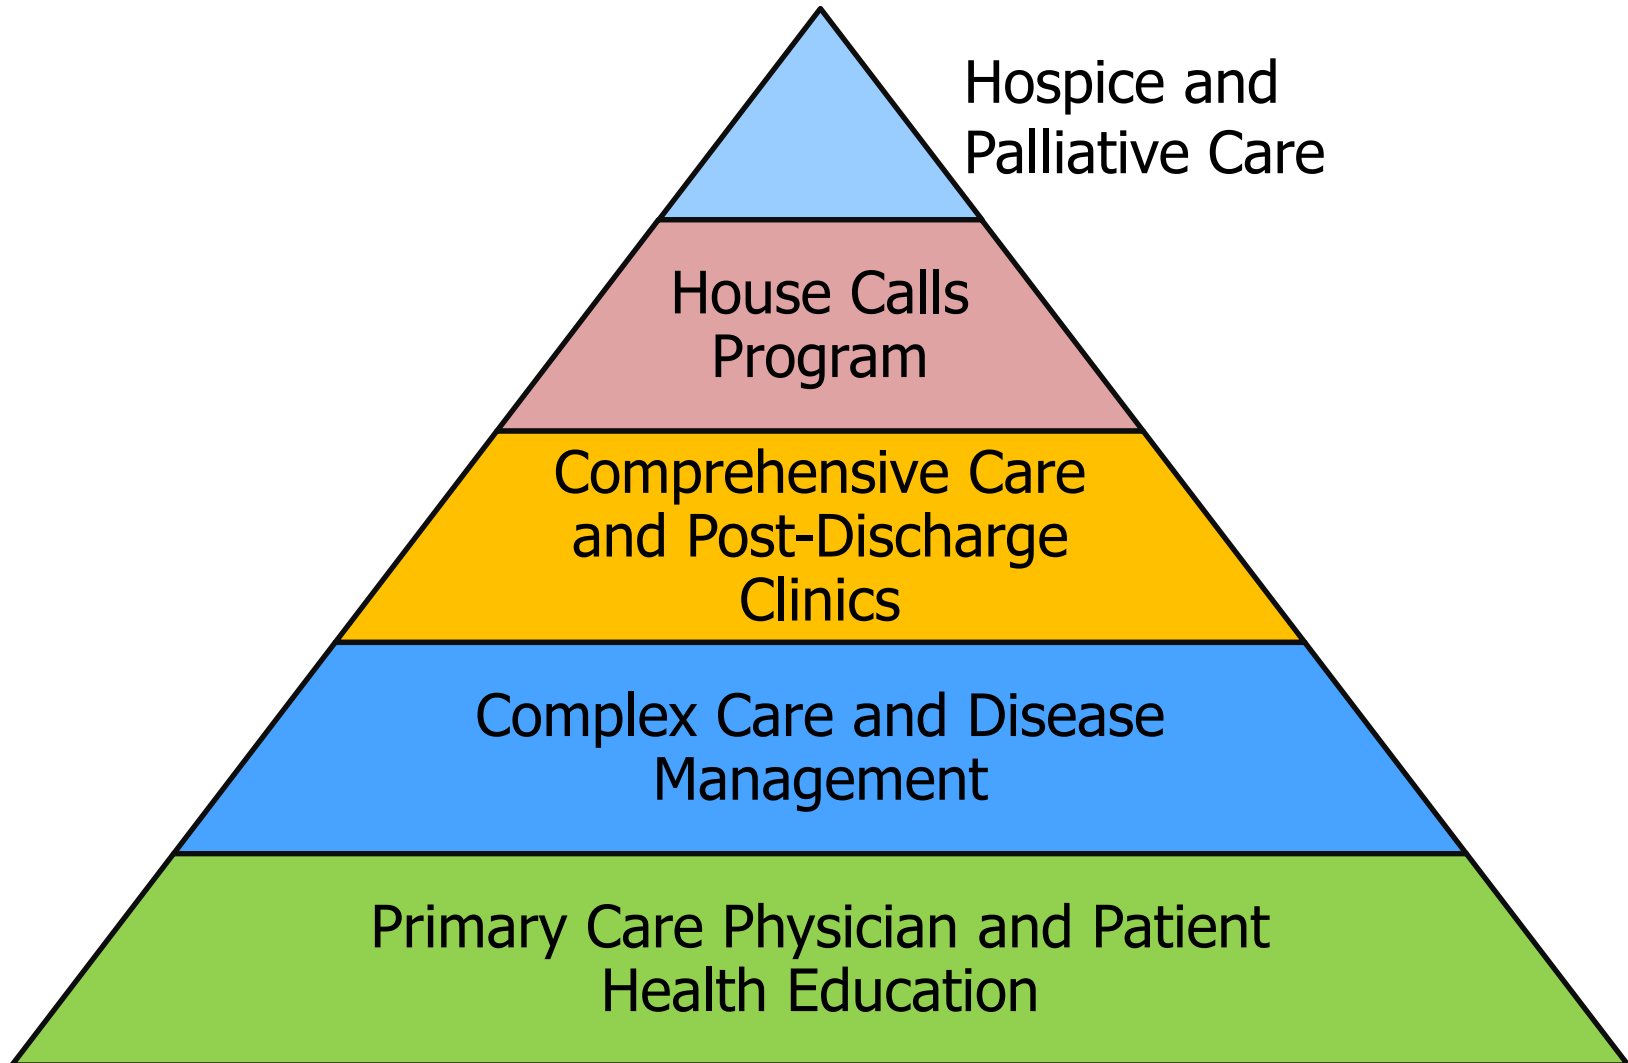 Hospice and
Palliative Care
House Calls
Program
Comprehensive Care
and Post-Discharge
Clinics
Complex Care and Disease
Management
Primary Care Physician and Patient
Health Education